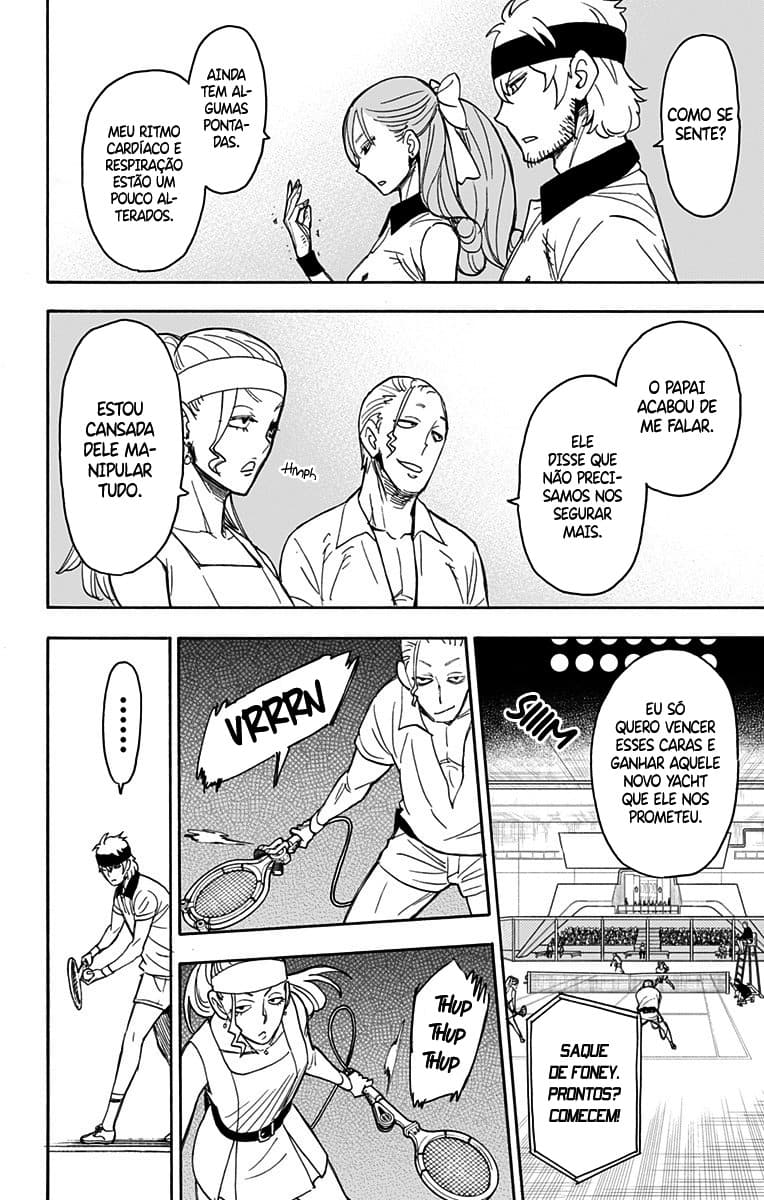 COMO SE
SENTE?
AINDA
TEM AL-
GUMAS
PONTA-
DAS.
MEU RITMO
CARDÍACO E
RESPIRAÇÃO
ESTÃO UM
POUCO AL-
TERADOS.
O PAPAI
ACABOU DE
ME FALAR.
ELE
DISSE QUE
NÃO PRECI-
SAMOS NOS
SEGURAR
MAIS.
Hmph
ESTOU
CANSADA
DELE MA-
NIPULAR
TUDO.
EU SÓ
QUERO VENCER
ESSES CARAS E
GANHAR AQUELE
NOVO YACHT
QUE ELE NOS
PROMETEU.
SIIIM
SAQUE
DE FONEY.
PRONTOS?
COMECEM!
VRRRN
THUP
THUP
THUP
.....